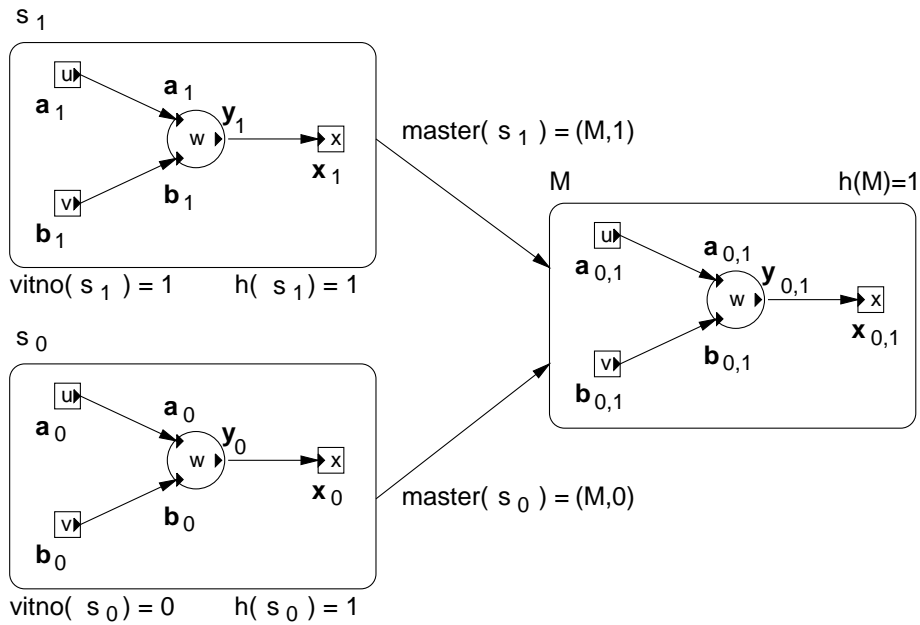 s 1
u
a 1
a 1
w
y 1
x
x 1
v
b 1
b 1
vitno( s 1 ) = 1
h( s 1) = 1
master( s 1 ) = (M,1)
M
h(M)=1
u
a 0,1
a 0,1
w
y 0,1
x
x 0,1
v
b 0,1
b 0,1
s 0
u
a 0
a 0
w
y 0
x
x 0
v
b 0
b 0
vitno( s 0) = 0
h(s 0) = 1
master( s 0 ) = (M,0)